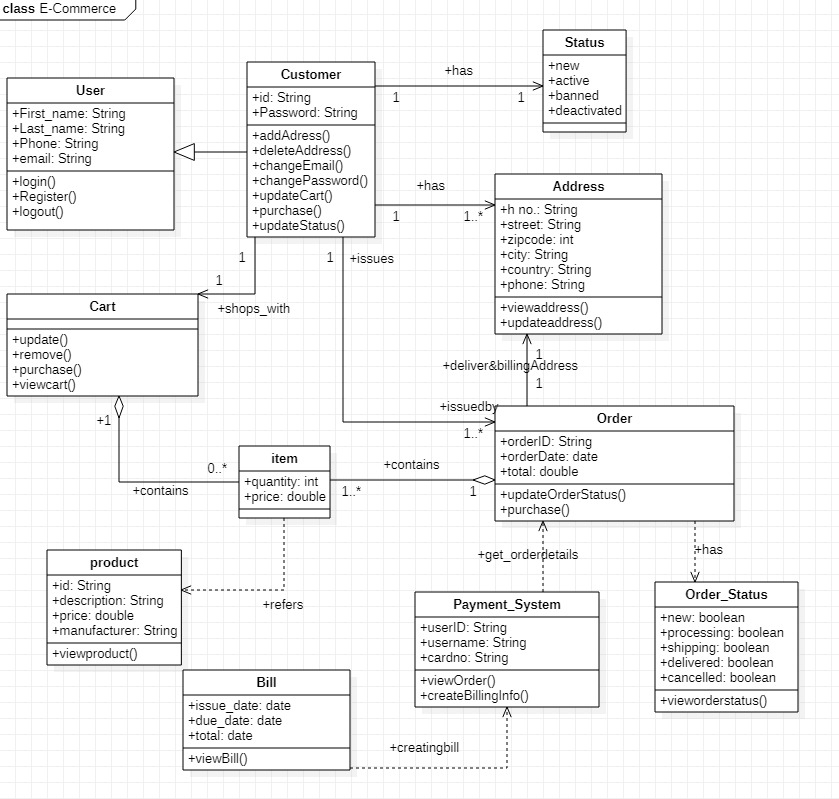 class E-Commerce
User
+First_name: String
+Last_name: String
+Phone: String
+email: String
+login()
+Register()
+logout()
Customer
+id: String
+Password: String
+addAdress()
+deleteAddress()
+changeEmail()
+changePassword()
+updateCart()
+purchase()
+updateStatus()
+has
1
1
Status
+new
+active
+banned
+deactivated
+has
1
1..*
Address
+h no.: String
+street: String
+zipcode: int
+city: String
+country: String
+phone: String
+viewaddress()
+updateaddress()
1
1
+shops_with
1
+issues
Cart
+update()
+remove()
+purchase()
+viewcart()
1
+deliver&billingAddress
1
+issuedby
1..*
Order
+orderID: String
+orderDate: date
+total: double
+updateOrderStatus()
+purchase()
+1
0..*
+contains
item
+quantity: int
+price: double
+contains
1..*
1
+refers
product
+id: String
+description: String
+price: double
+manufacturer: String
+viewproduct()
+get_orderdetails
+has
Payment_System
+userID: String
+username: String
+cardno: String
+viewOrder()
+createBillingInfo()
Order_Status
+new: boolean
+processing: boolean
+shipping: boolean
+delivered: boolean
+cancelled: boolean
+vieworderstatus()
Bill
+issue_date: date
+due_date: date
+total: date
+viewBill()
+creatingbill